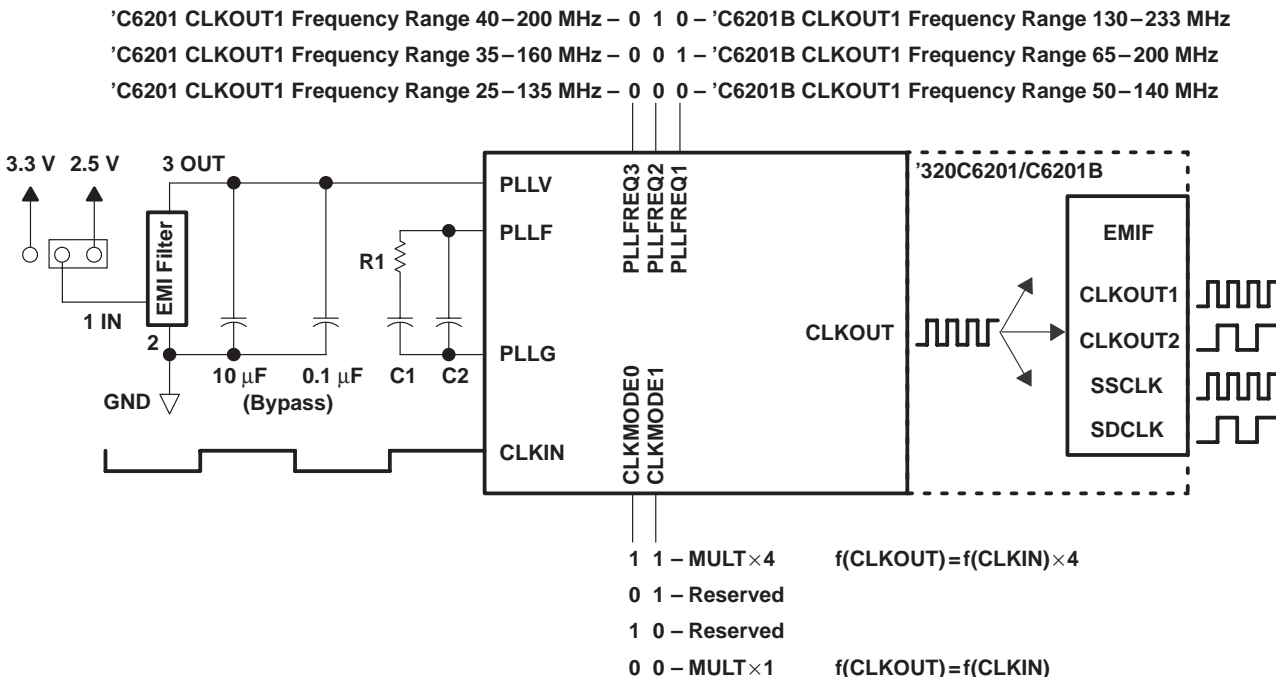 'C6201 CLKOUT1 Frequency Range 40–200 MHz – 0 1 0 – 'C6201B CLKOUT1 Frequency Range 130–233 MHz
'C6201 CLKOUT1 Frequency Range 35–160 MHz – 0 0 1 – 'C6201B CLKOUT1 Frequency Range 65–200 MHz
'C6201 CLKOUT1 Frequency Range 25–135 MHz – 0 0 0 – 'C6201B CLKOUT1 Frequency Range 50–140 MHz
3.3 V
2.5 V
3 OUT
EMI Filter
1 IN
2
GND
10 μF
0.1 μF
(Bypass)
R1
C1
C2
PLLV
PLLF
PLLG
CLKIN
PLLFREQ3
PLLFREQ2
PLLFREQ1
CLKMODE0
CLKMODE1
CLKOUT
'320C6201/C6201B
EMIF
CLKOUT1
CLKOUT2
SSCLK
SDCLK
1 1 – MULT×4 f(CLKOUT)=f(CLKIN)×4
0 1 – Reserved
1 0 – Reserved
0 0 – MULT×1 f(CLKOUT)=f(CLKIN)